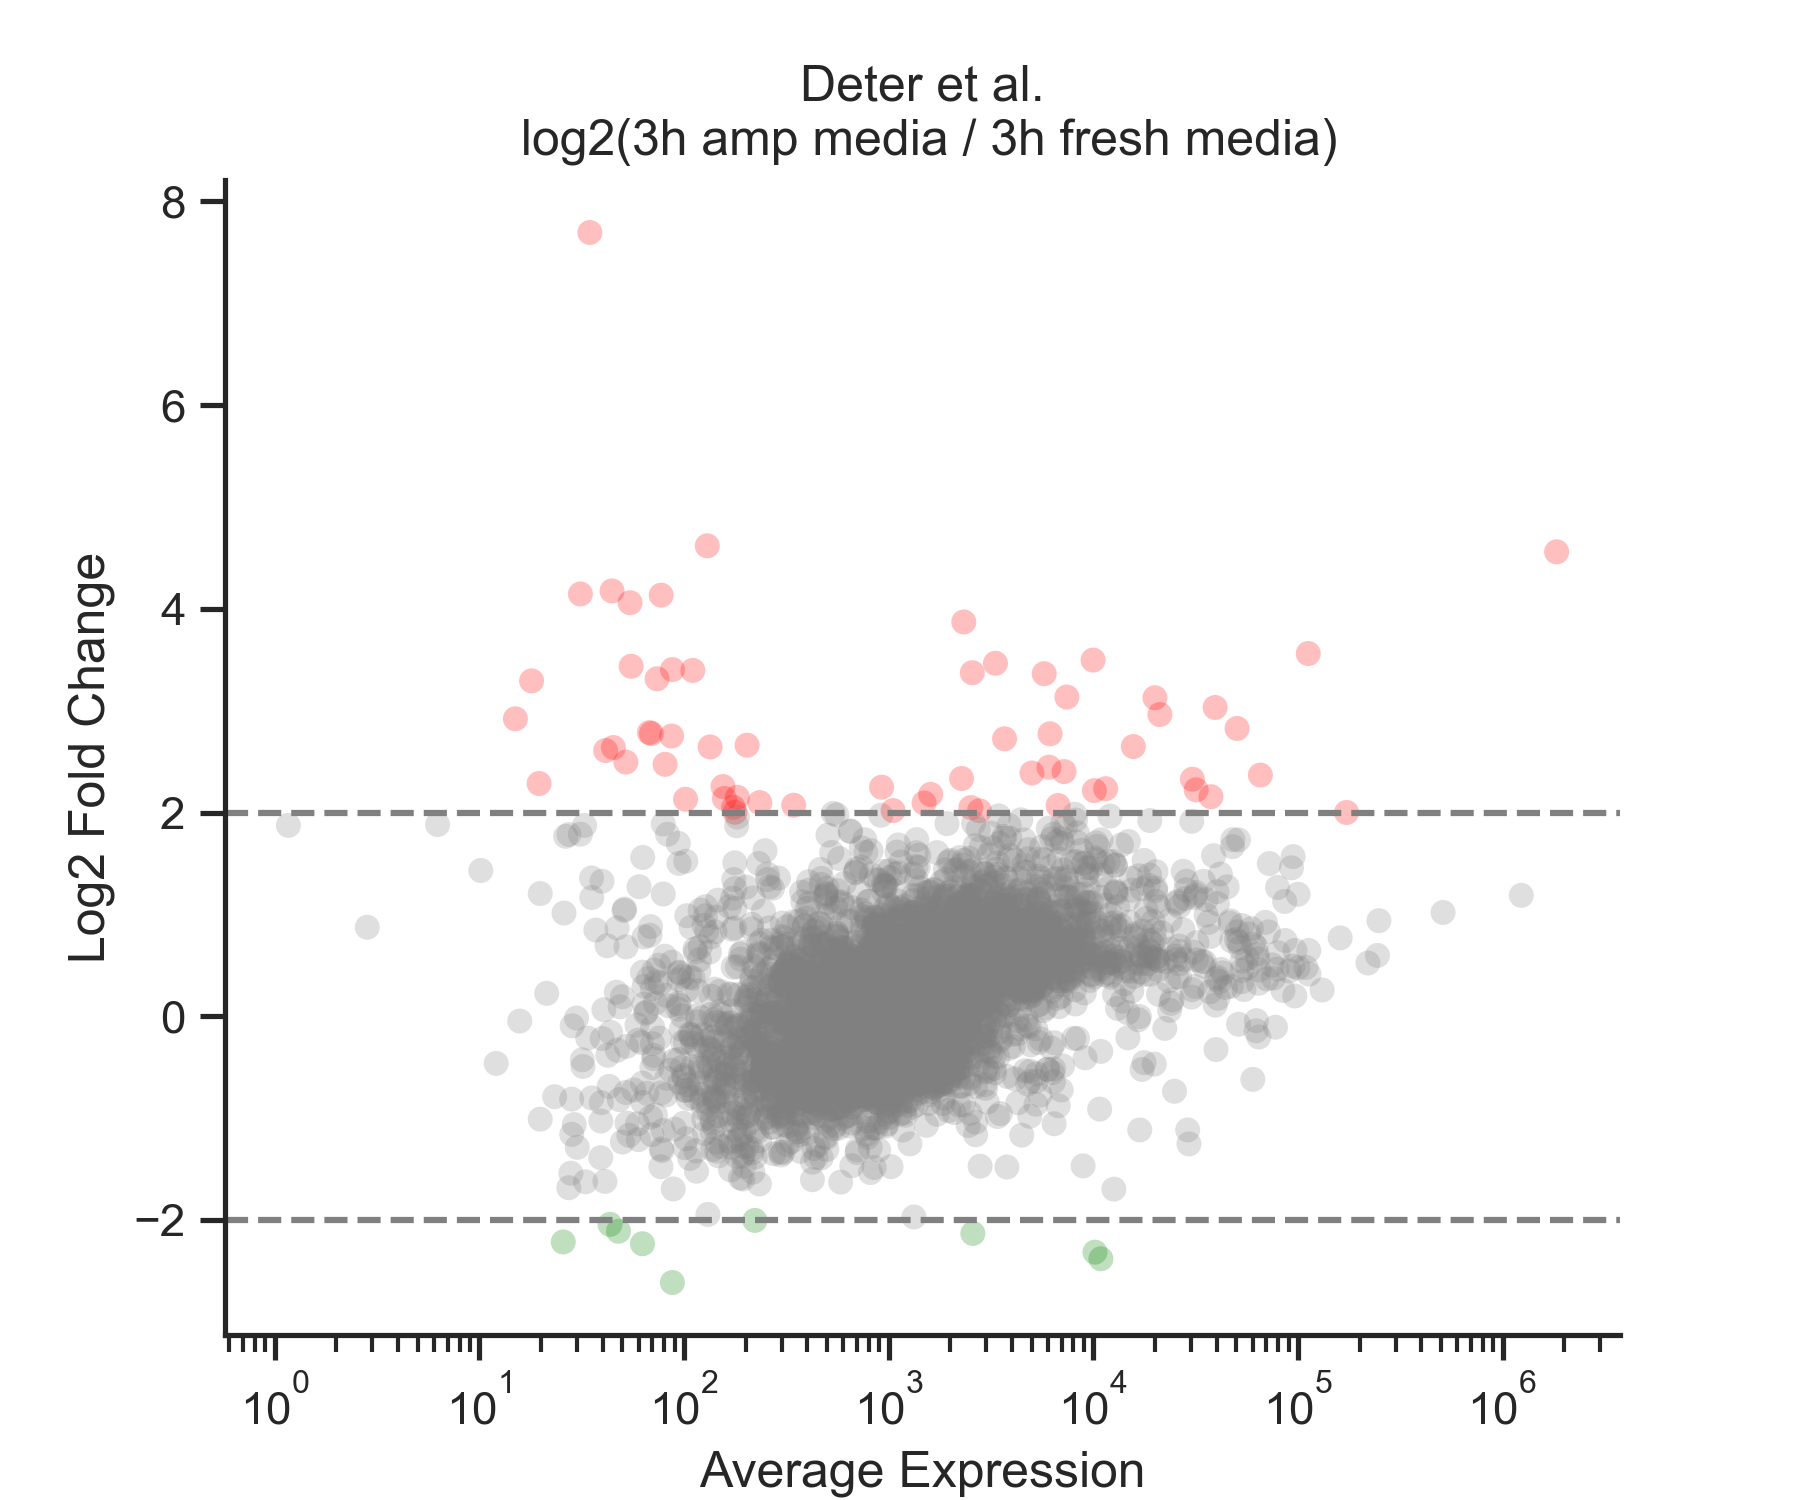 Deter et al.
log2(3h amp media / 3h fresh media)
8
6
4
2
0
−2
Log2 Fold Change
10^0 10^1 10^2 10^3 10^4 10^5 10^6
Average Expression